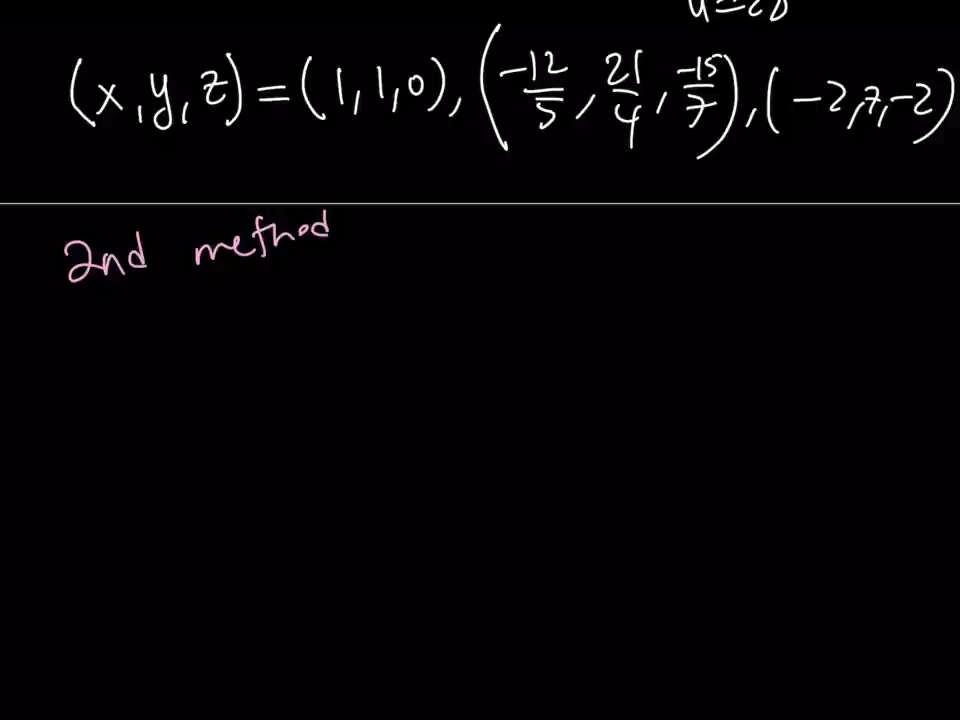 (x,y,z)=(1,1,0), (-12/5, 21/4, -15/7), (-2,7,-2)
2nd method